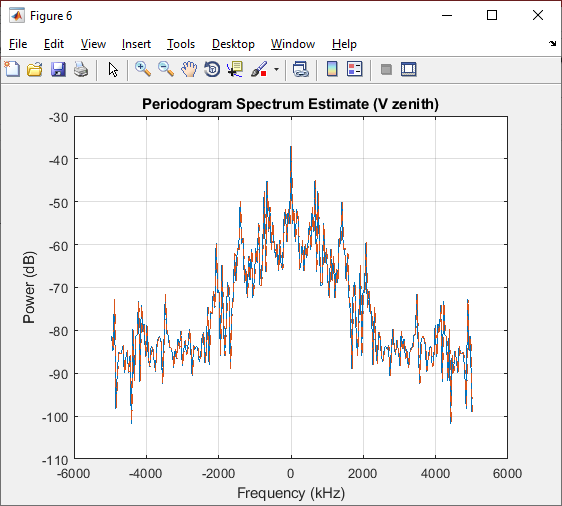 Figure 6
File Edit View Insert Tools Desktop Window Help
Periodogram Spectrum Estimate (V zenith)
-30
-40
-50
-60
-70
-80
-90
-100
-110
Power (dB)
-6000 -4000 -2000 0 2000 4000 6000
Frequency (kHz)